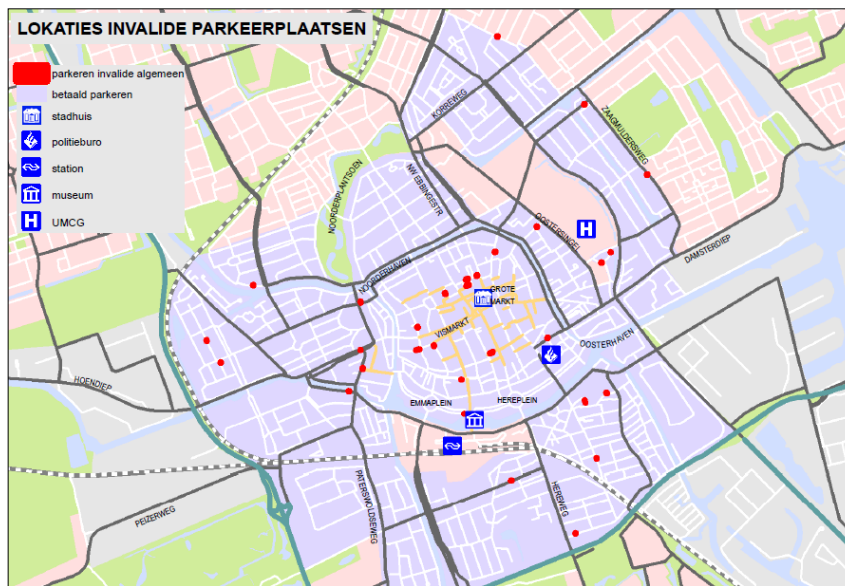 LOKATIES INVALIDE PARKEERPLAATSEN
parkeren invalide algemeen
betaald parkeren
stadhuis
politieburo
station
museum
H
UMCG
KORREWEG
ZAAGMULDERSWEG
NOORDERPLANTSOEN
NW EBBINGESTR
OOSTERSINGEL
H
DAMSTERDIEP
NOORDERHAVEN
GROTE
MARKT
VISMARKT
OOSTERHAVEN
HOENDIEP
EMMAPLEIN
HEREPLEIN
PEIZERWEG
PATERSWOLDSEWEG
HEREWEG